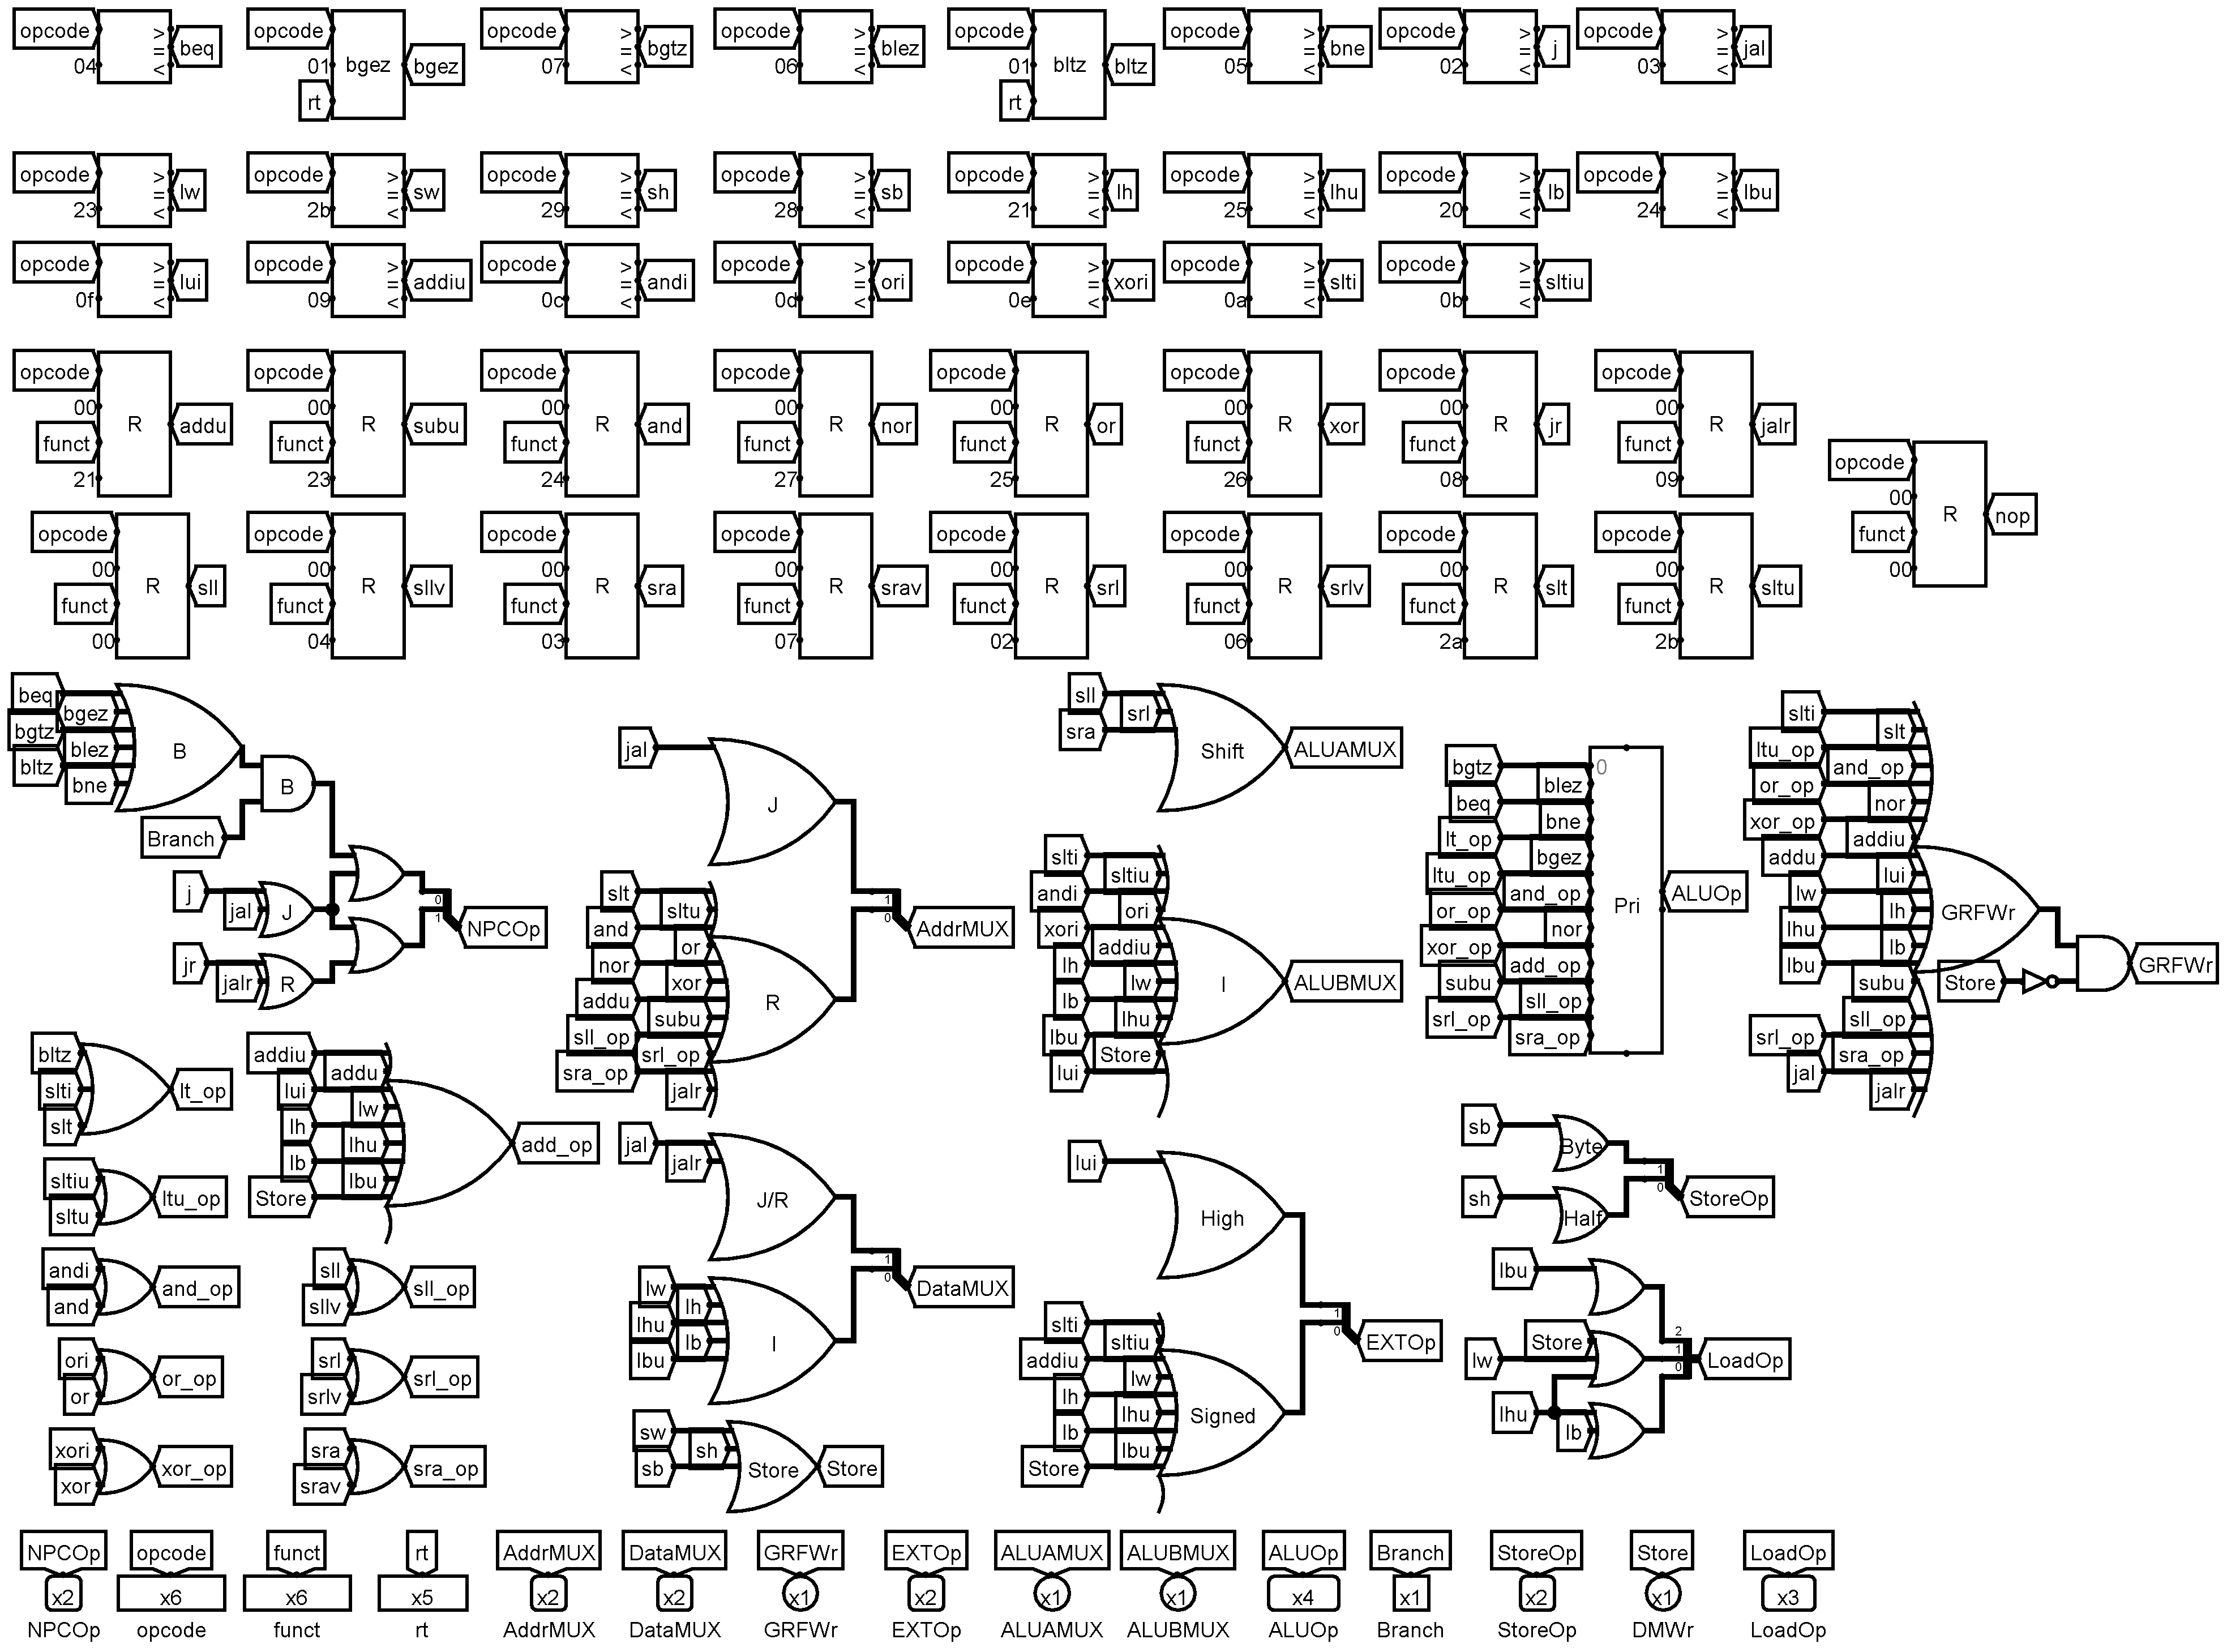 opcode > = < beq 04
opcode 01 bgez bgez rt
opcode > = < bgtz 07
opcode > = < blez 06
opcode 01 bltz bltz rt
opcode > = < bne 05
opcode > = < j 02
opcode > = < jal 03
opcode > = < lw 23
opcode > = < sw 2b
opcode > = < sh 29
opcode > = < sb 28
opcode > = < lh 21
opcode > = < lhu 25
opcode > = < lb 20
opcode > = < lbu 24
opcode > = < lui 0f
opcode > = < addiu 09
opcode > = < andi 0c
opcode > = < ori 0d
opcode > = < xori 0e
opcode > = < slti 0a
opcode > = < sltiu 0b
opcode 00 funct 21 R addu
opcode 00 funct 23 R subu
opcode 00 funct 24 R and
opcode 00 funct 27 R nor
opcode 00 funct 25 R or
opcode 00 funct 26 R xor
opcode 00 funct 08 R jr
opcode 00 funct 09 R jalr
opcode 00 funct 00 R nop
opcode 00 funct 00 R sll
opcode 00 funct 04 R sllv
opcode 00 funct 03 R sra
opcode 00 funct 07 R srav
opcode 00 funct 02 R srl
opcode 00 funct 06 R srlv
opcode 00 funct 2a R slt
opcode 00 funct 2b R sltu
beq bgez bgtz blez bltz bne B
Branch B
j jal J
jr jalr R
0 1 NPCOp
jal J
slt sltu and or nor xor addu subu sll_op srl_op sra_op jalr R
1 0 AddrMUX
sll srl sra Shift ALUAMUX
slti sltiu andi ori xori addiu lh lw lb lhu lbu Store lui I ALUBMUX
bgtz blez beq bne lt_op bgez ltu_op and_op or_op nor xor_op add_op subu sll_op srl_op sra_op 0 Pri ALUOp
slti slt ltu_op and_op or_op nor xor_op addiu addu lui lw lh lhu lb lbu subu sll_op srl_op sra_op jal jalr GRFWr
Store GRFWr
bltz slti slt lt_op
sltiu sltu ltu_op
andi and and_op
ori or or_op
xori xor xor_op
addiu addu lui lw lh lhu lb lbu Store add_op
sll sllv sll_op
srl srlv srl_op
sra srav sra_op
jal jalr J/R
lw lh lhu lb lbu I
1 0 DataMUX
sw sh sb Store Store
lui High
slti sltiu addiu lw lh lhu lb lbu Store Signed
1 0 EXTOp
sb Byte
sh Half
1 0 StoreOp
lbu
Store lw
lhu lb
2 1 0 LoadOp
NPCOp opcode funct rt AddrMUX DataMUX GRFWr EXTOp ALUAMUX ALUBMUX ALUOp Branch StoreOp Store LoadOp
x2 x6 x6 x5 x2 x2 x1 x2 x1 x1 x4 x1 x2 x1 x3
NPCOp opcode funct rt AddrMUX DataMUX GRFWr EXTOp ALUAMUX ALUBMUX ALUOp Branch StoreOp DMWr LoadOp